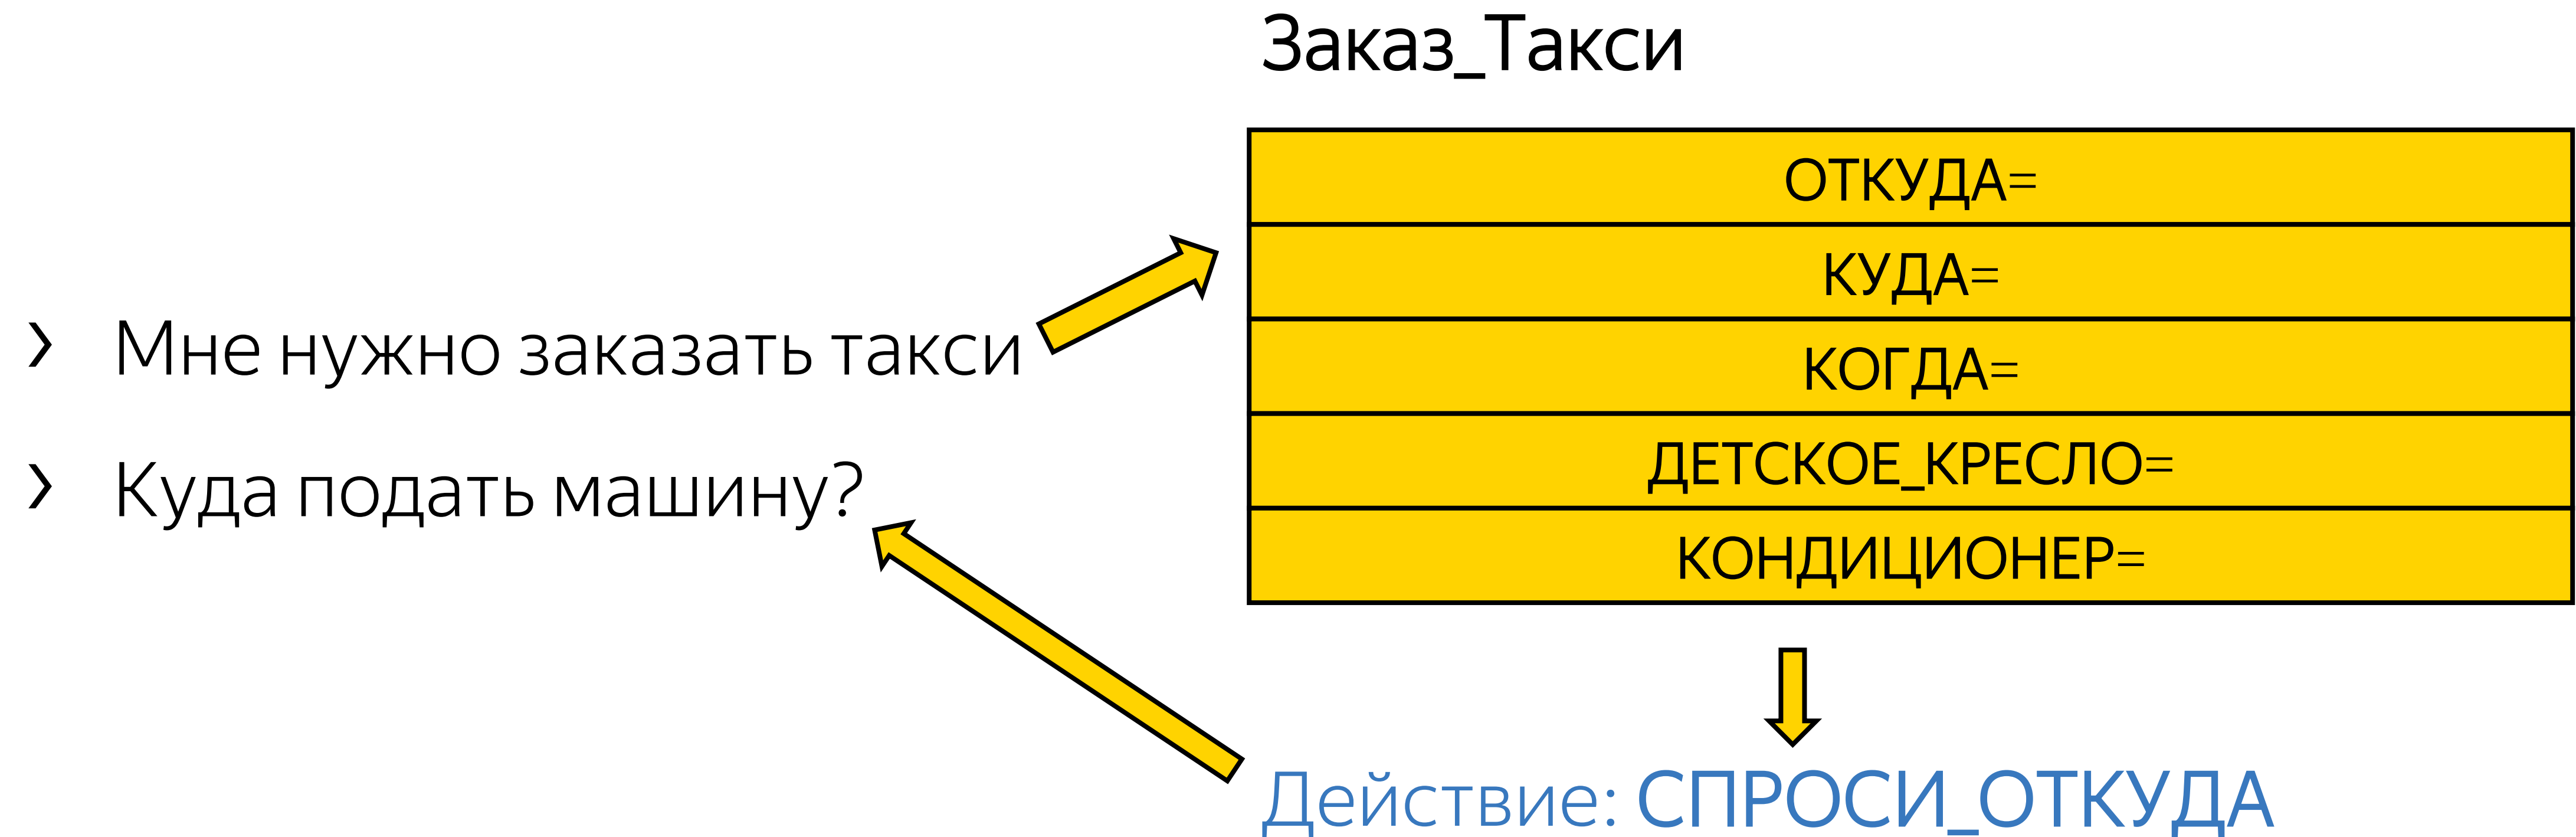 Заказ_Такси
ОТКУДА=
КУДА=
КОГДА=
ДЕТСКОЕ_КРЕСЛО=
КОНДИЦИОНЕР=
› Мне нужно заказать такси
› Куда подать машину?
Действие: СПРОСИ_ОТКУДА